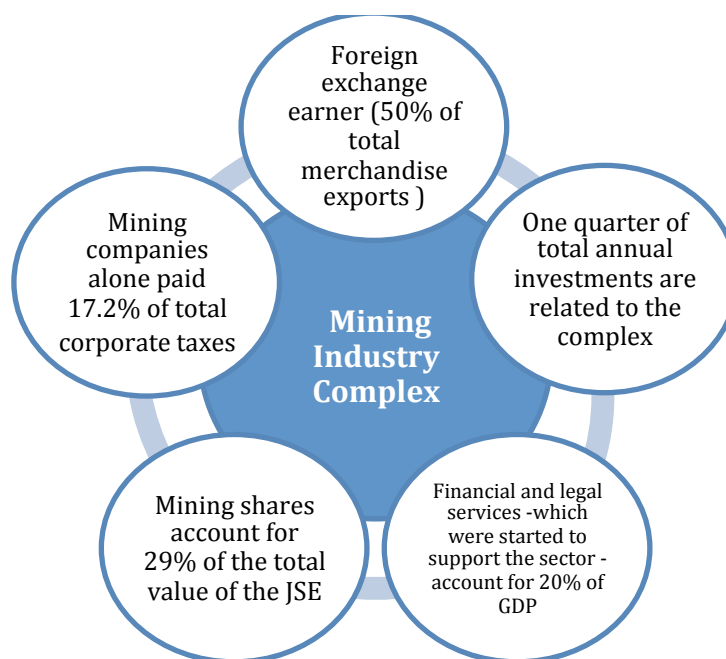 Foreign
exchange
earner (50% of
total
merchandise
exports )
One quarter of
total annual
investments are
related to the
complex
Financial and legal
services -which
were started to
support the sector -
account for 20% of
GDP
Mining shares
account for
29% of the total
value of the JSE
Mining
companies
alone paid
17.2% of total
corporate taxes
Mining
Industry
Complex